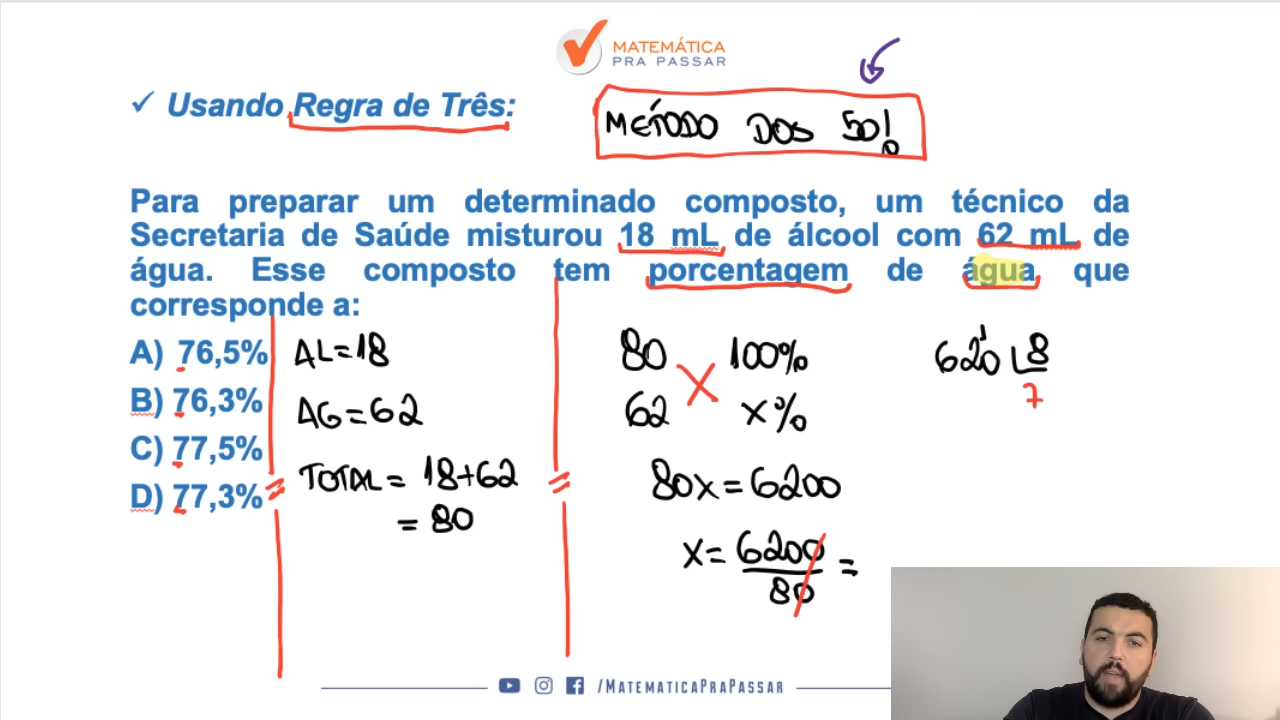 MATEMÁTICA
PRA PASSAR
✓ Usando Regra de Três:
MÉTODO DOS 50!
Para preparar um determinado composto, um técnico da
Secretaria de Saúde misturou 18 mL de álcool com 62 mL de
água. Esse composto tem porcentagem de água que
corresponde a:
A) 76,5%
B) 76,3%
C) 77,5%
D) 77,3%
AL=18
AG=62
TOTAL= 18+62
= 80
80 100%
62 X%
80X=6200
X=6200/80 =
620 8
7
/MATEMATICAPRAPASSAR